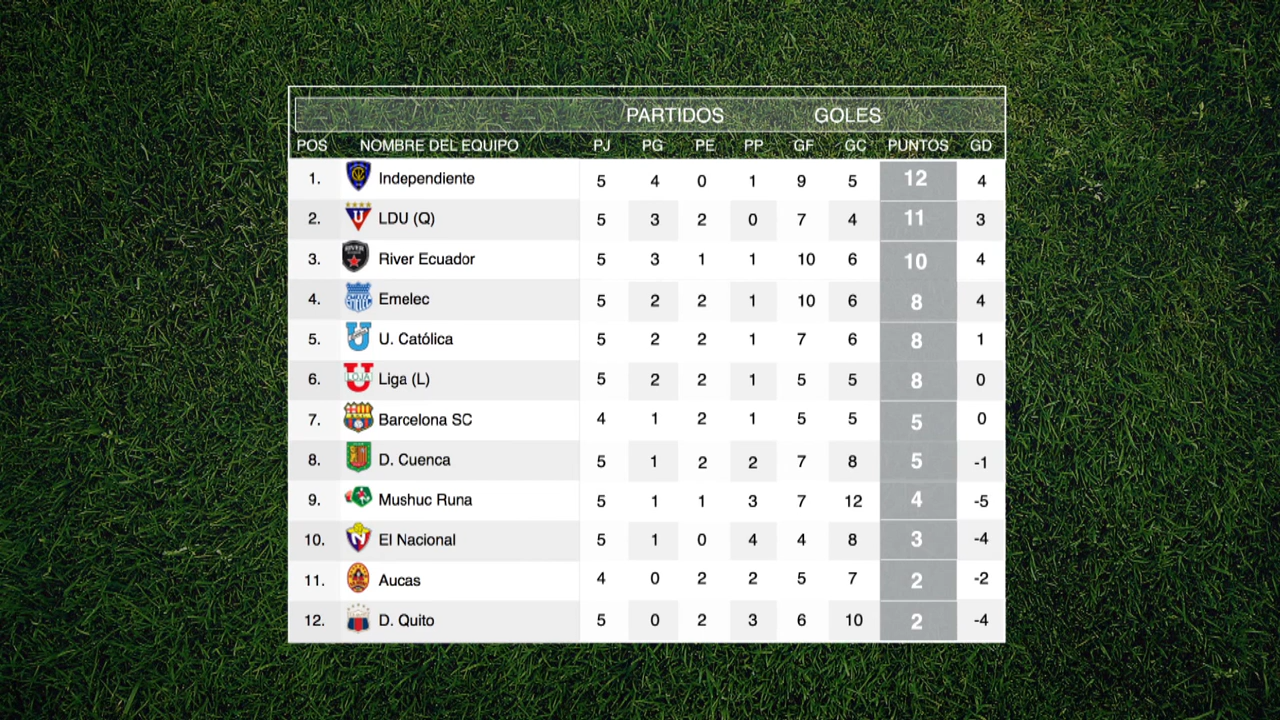 PARTIDOS GOLES
POS NOMBRE DEL EQUIPO PJ PG PE PP GF GC PUNTOS GD
1. Independiente 5 4 0 1 9 5 12 4
2. LDU (Q) 5 3 2 0 7 4 11 3
3. River Ecuador 5 3 1 1 10 6 10 4
4. Emelec 5 2 2 1 10 6 8 4
5. U. Católica 5 2 2 1 7 6 8 1
6. LOJA Liga (L) 5 2 2 1 5 5 8 0
7. Barcelona SC 4 1 2 1 5 5 5 0
8. D. Cuenca 5 1 2 2 7 8 5 -1
9. Mushuc Runa 5 1 1 3 7 12 4 -5
10. El Nacional 5 1 0 4 4 8 3 -4
11. Aucas 4 0 2 2 5 7 2 -2
12. D. Quito 5 0 2 3 6 10 2 -4